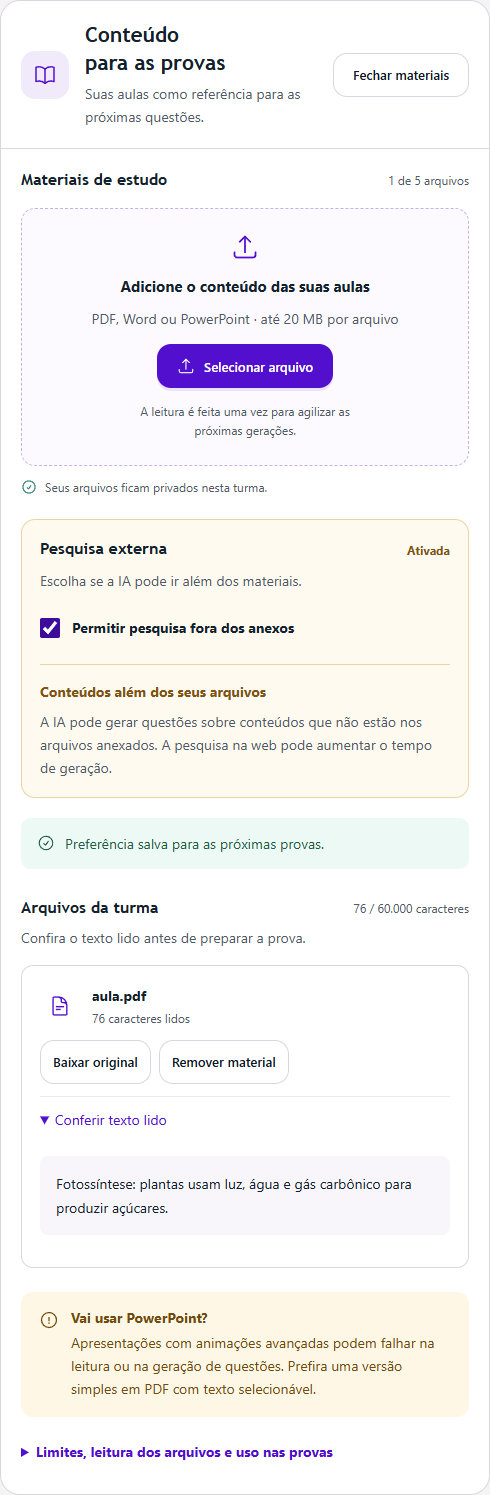 Conteúdo
para as provas
Suas aulas como referência para as
próximas questões.
Fechar materiais
Materiais de estudo
1 de 5 arquivos
Adicione o conteúdo das suas aulas
PDF, Word ou PowerPoint · até 20 MB por arquivo
Selecionar arquivo
A leitura é feita uma vez para agilizar as
próximas gerações.
Seus arquivos ficam privados nesta turma.
Pesquisa externa
Ativada
Escolha se a IA pode ir além dos materiais.
Permitir pesquisa fora dos anexos
Conteúdos além dos seus arquivos
A IA pode gerar questões sobre conteúdos que não estão nos
arquivos anexados. A pesquisa na web pode aumentar o tempo
de geração.
Preferência salva para as próximas provas.
Arquivos da turma
76 / 60.000 caracteres
Confira o texto lido antes de preparar a prova.
aula.pdf
76 caracteres lidos
Baixar original
Remover material
Conferir texto lido
Fotossíntese: plantas usam luz, água e gás carbônico para
produzir açúcares.
Vai usar PowerPoint?
Apresentações com animações avançadas podem falhar na
leitura ou na geração de questões. Prefira uma versão
simples em PDF com texto selecionável.
Limites, leitura dos arquivos e uso nas provas